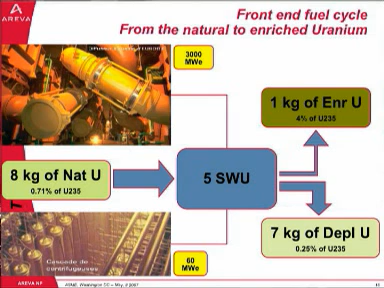 AREVA
Front end fuel cycle
From the natural to enriched Uranium
3000
MWe
1 kg of Enr U
4% of U235
8 kg of Nat U
0.71% of U235
5 SWU
7 kg of Depl U
0.25% of U235
Cascade de
centrifugeuses
60
MWe
AREVA NP